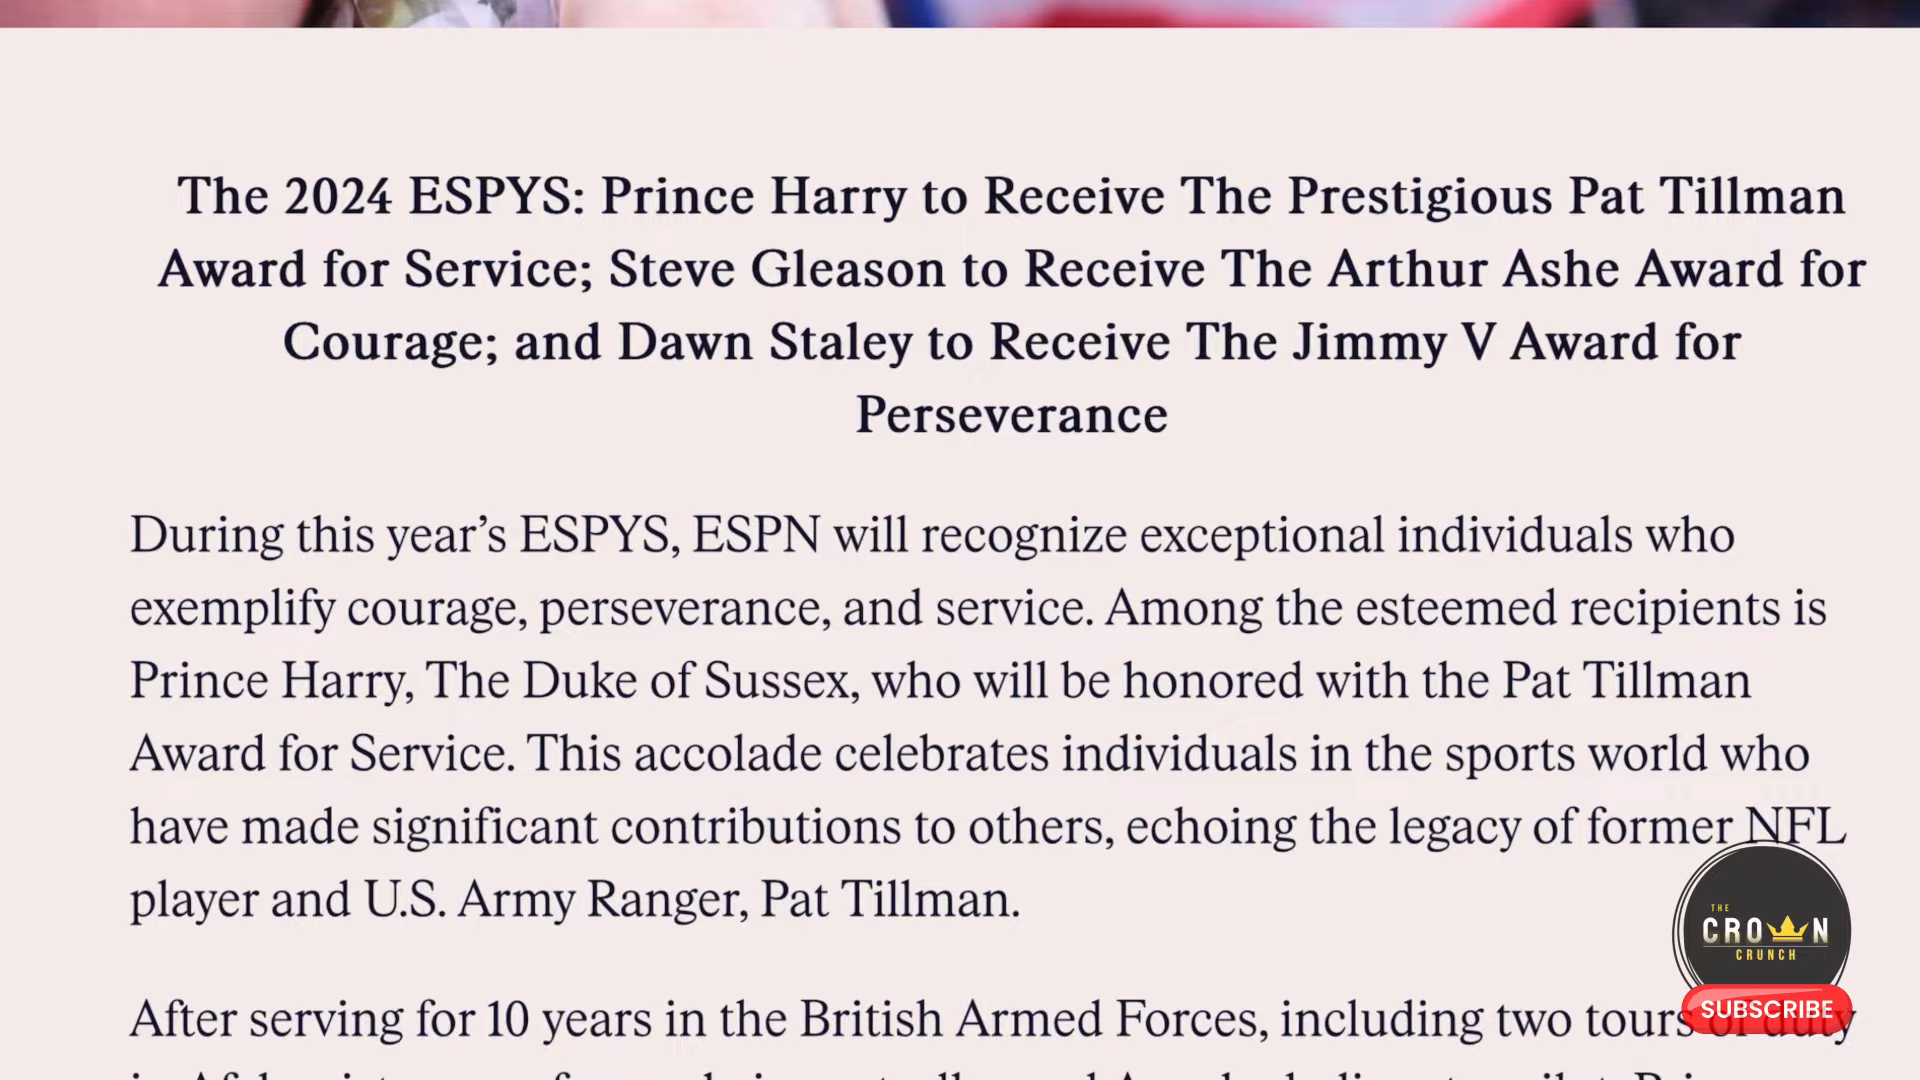 The 2024 ESPYS: Prince Harry to Receive The Prestigious Pat Tillman
Award for Service; Steve Gleason to Receive The Arthur Ashe Award for
Courage; and Dawn Staley to Receive The Jimmy V Award for
Perseverance
During this year’s ESPYS, ESPN will recognize exceptional individuals who
exemplify courage, perseverance, and service. Among the esteemed recipients is
Prince Harry, The Duke of Sussex, who will be honored with the Pat Tillman
Award for Service. This accolade celebrates individuals in the sports world who
have made significant contributions to others, echoing the legacy of former NFL
player and U.S. Army Ranger, Pat Tillman.
After serving for 10 years in the British Armed Forces, including two tours of duty
THE
CROWN
CRUNCH
SUBSCRIBE